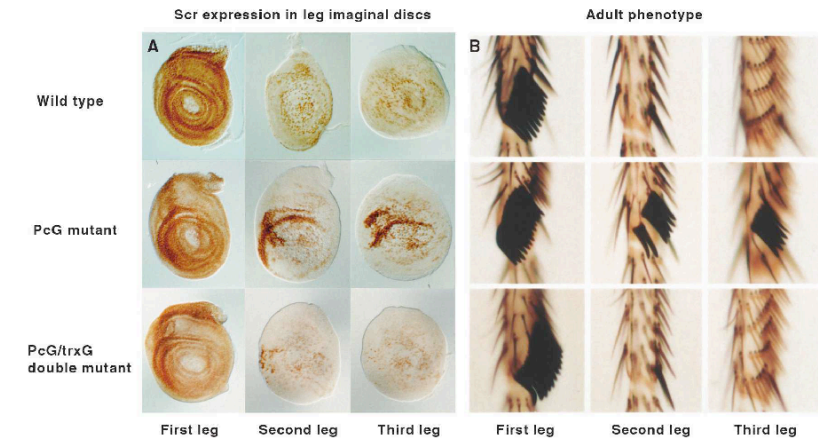 Scr expression in leg imaginal discs
Adult phenotype
A
B
Wild type
PcG mutant
PcG/trxG
double mutant
First leg Second leg Third leg First leg Second leg Third leg